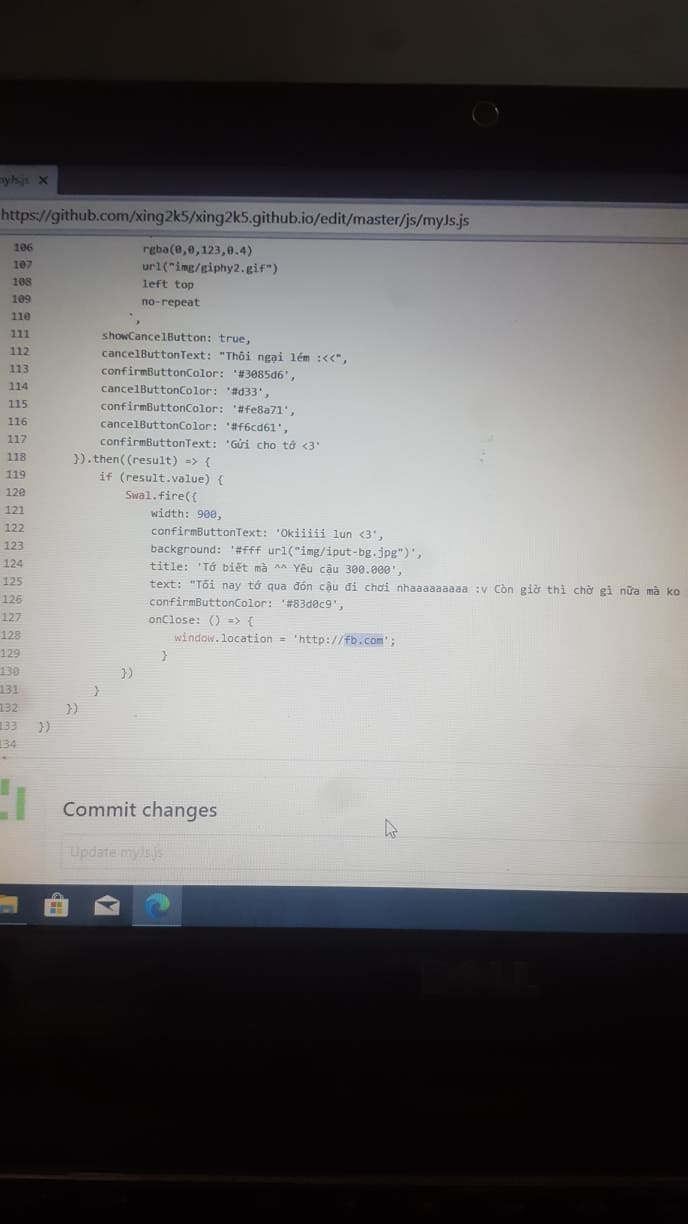 myJs.js
https://github.com/xing2k5/xing2k5.github.io/edit/master/js/myJs.js
106 rgba(0,0,123,0.4)
107 url("img/giphy2.gif")
108 left top
109 no-repeat
110 `,
111 showCancelButton: true,
112 cancelButtonText: "Thôi ngại lém :<<",
113 confirmButtonColor: '#3085d6',
114 cancelButtonColor: '#d33',
115 confirmButtonColor: '#fe8a71',
116 cancelButtonColor: '#f6cd61',
117 confirmButtonText: 'Gửi cho tớ <3'
118 }).then((result) => {
119 if (result.value) {
120 Swal.fire({
121 width: 900,
122 confirmButtonText: 'Okiiiii lun <3',
123 background: '#fff url("img/iput-bg.jpg")',
124 title: 'Tớ biết mà ^^ Yêu cậu 300.000',
125 text: "Tối nay tớ qua đón cậu đi chơi nhaaaaaaaaa :v Còn giờ thì chờ gì nữa mà ko
126 confirmButtonColor: '#83d0c9',
127 onClose: () => {
128 window.location = 'http://fb.com';
129 }
130 })
131 }
132 })
133 })
134
Commit changes
Update myJs.js
DELL